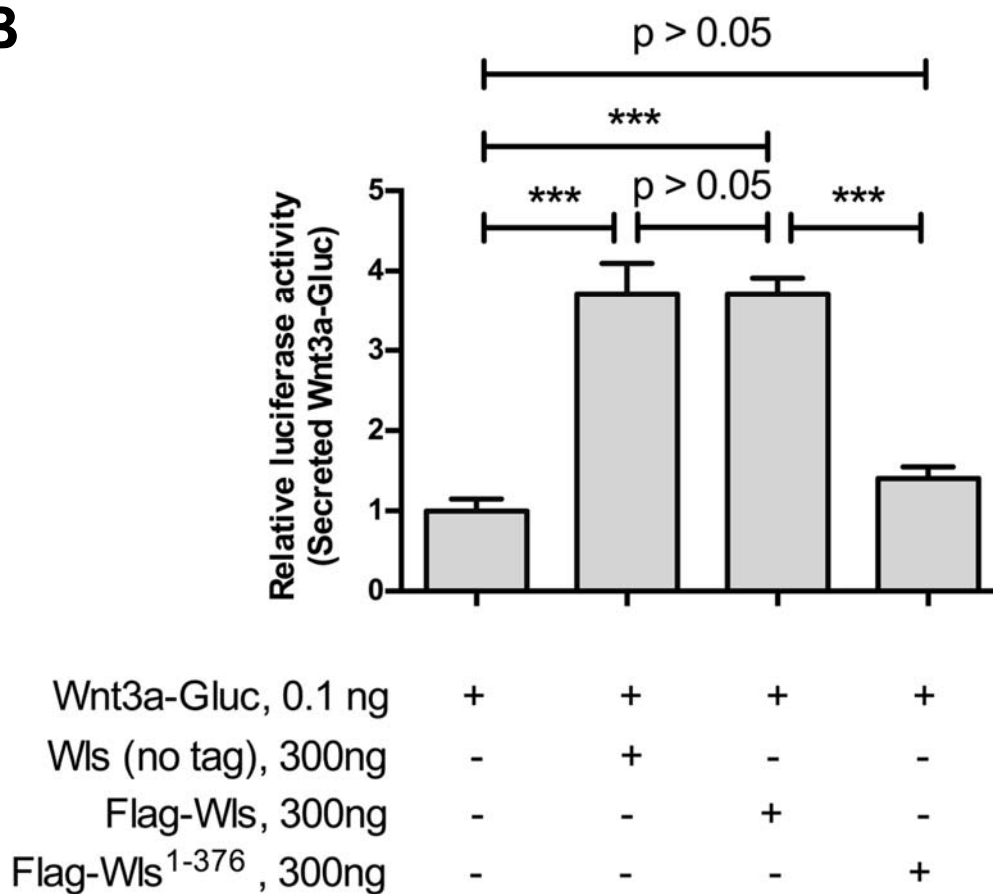 B
p > 0.05
***
*** p > 0.05 ***
Relative luciferase activity
(Secreted Wnt3a-Gluc)
5
4
3
2
1
0
Wnt3a-Gluc, 0.1 ng + + + +
Wls (no tag), 300ng - + - -
Flag-Wls, 300ng - - + -
Flag-Wls1-376 , 300ng - - - +